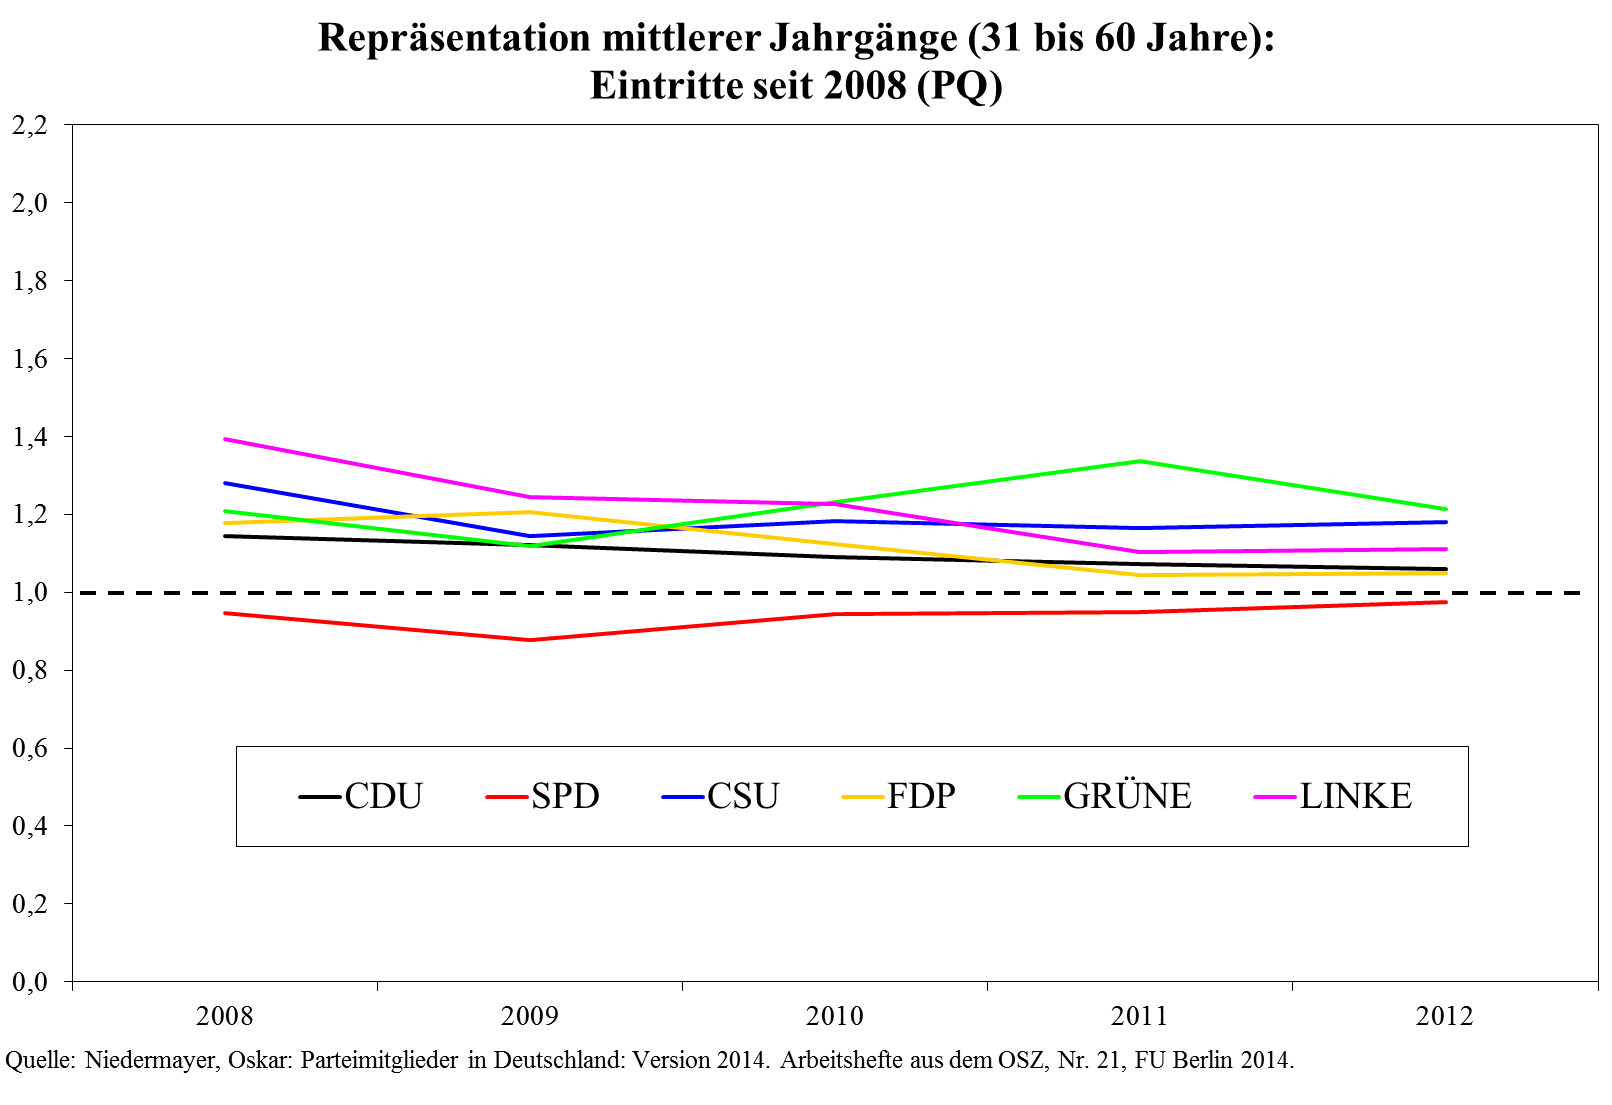 Repräsentation mittlerer Jahrgänge (31 bis 60 Jahre):
Eintritte seit 2008 (PQ)
2,2
2,0
1,8
1,6
1,4
1,2
1,0
0,8
0,6
0,4
0,2
0,0
CDU SPD CSU FDP GRÜNE LINKE
2008 2009 2010 2011 2012
Quelle: Niedermayer, Oskar: Parteimitglieder in Deutschland: Version 2014. Arbeitshefte aus dem OSZ, Nr. 21, FU Berlin 2014.